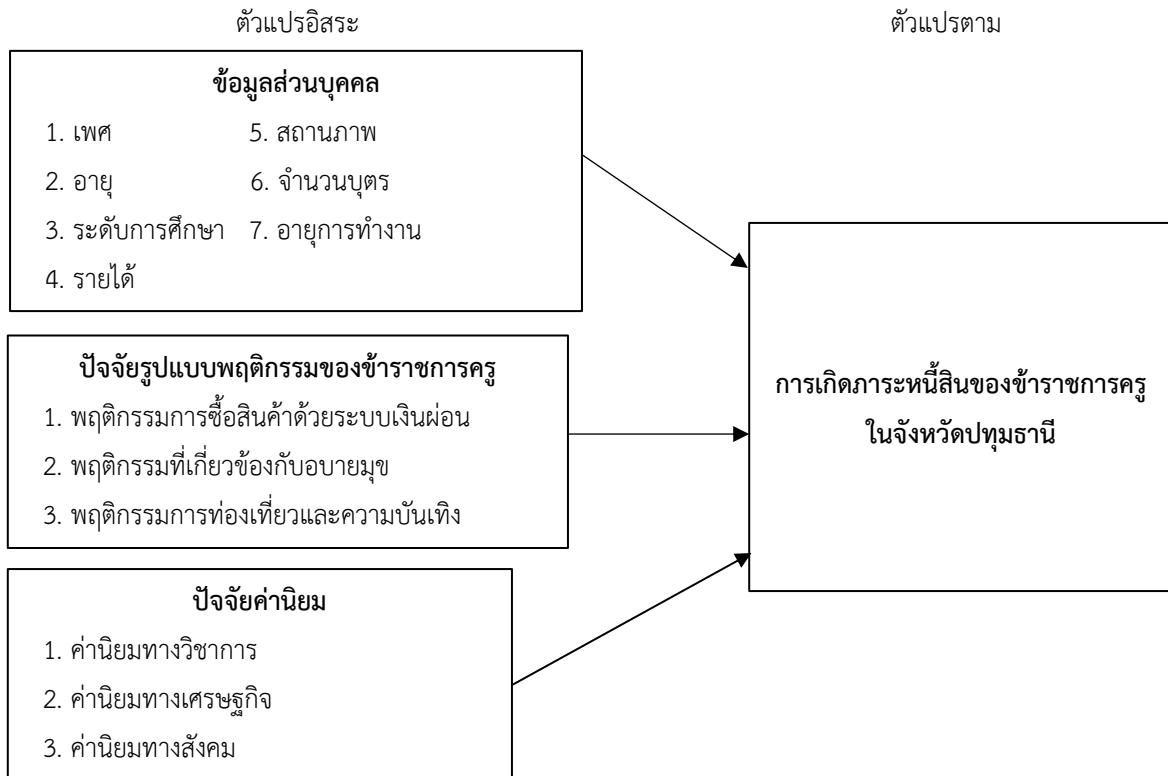 ตัวแปรอิสระ ตัวแปรตาม
ข้อมูลส่วนบุคคล
1. เพศ 5. สถานภาพ
2. อายุ 6. จำนวนบุตร
3. ระดับการศึกษา 7. อายุการทำงาน
4. รายได้
ปัจจัยรูปแบบพฤติกรรมของข้าราชการครู
1. พฤติกรรมการซื้อสินค้าด้วยระบบเงินผ่อน
2. พฤติกรรมที่เกี่ยวข้องกับอบายมุข
3. พฤติกรรมการท่องเที่ยวและความบันเทิง
ปัจจัยค่านิยม
1. ค่านิยมทางวิชาการ
2. ค่านิยมทางเศรษฐกิจ
3. ค่านิยมทางสังคม
การเกิดภาระหนี้สินของข้าราชการครู
ในจังหวัดปทุมธานี